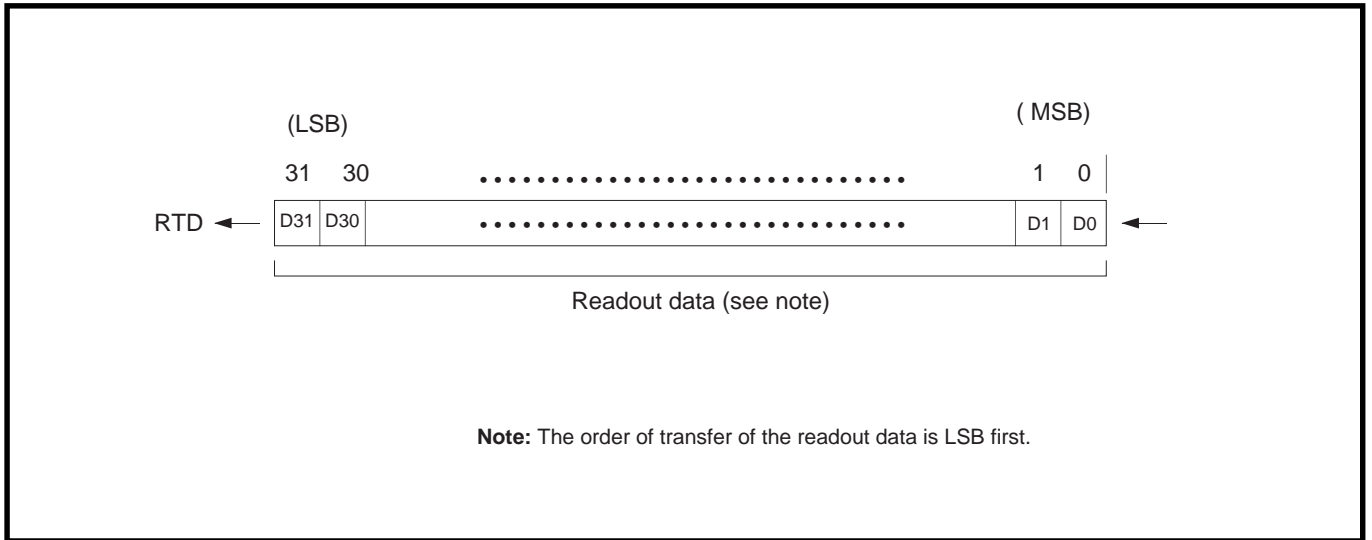 (LSB) ( MSB)
31 30 ······························ 1 0
RTD D31 D30 ······························ D1 D0
Readout data (see note)
Note: The order of transfer of the readout data is LSB first.